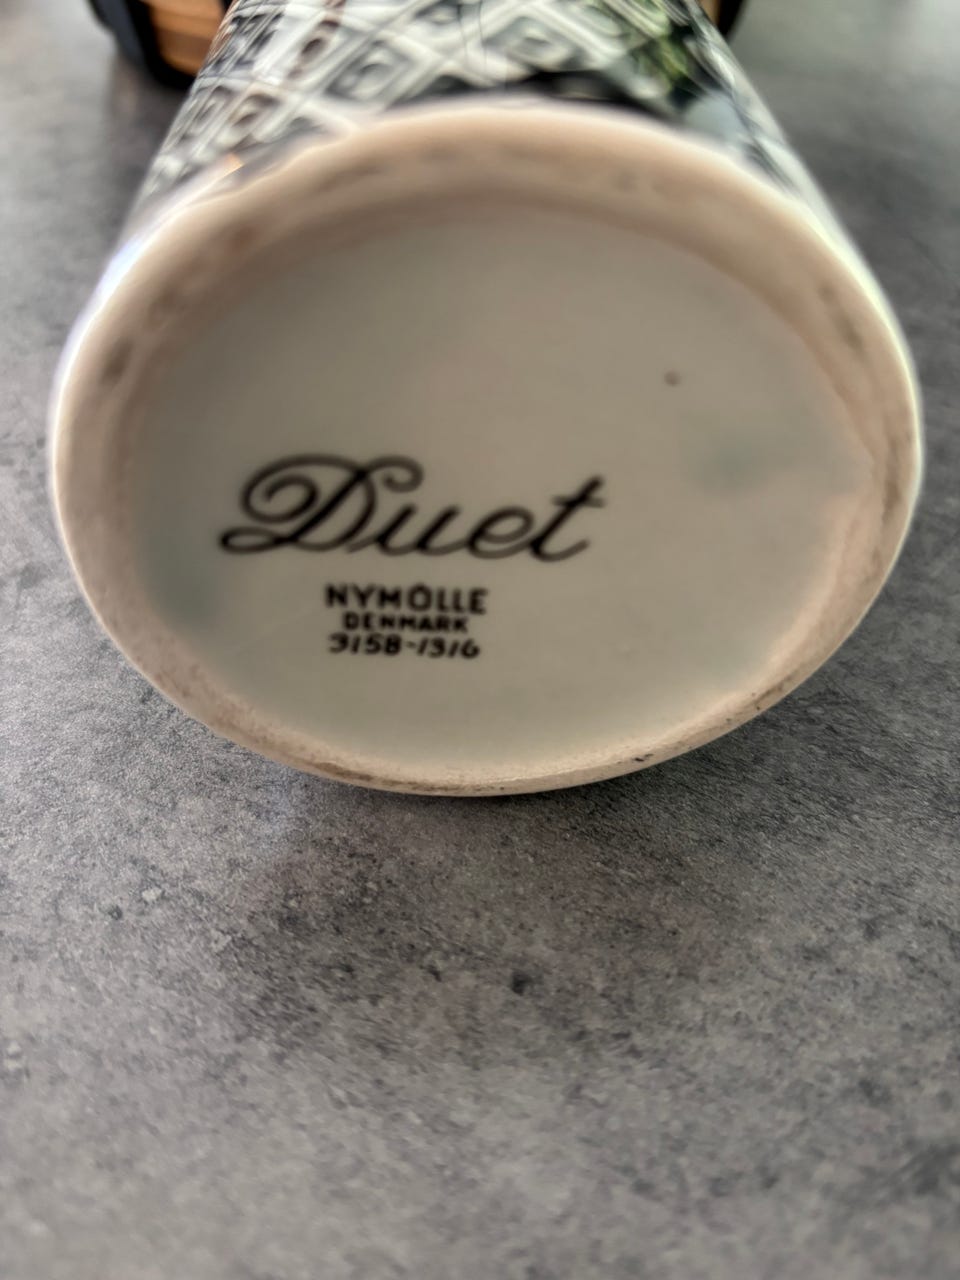 Duet
NYMÖLLE
DENMARK
3158-1316